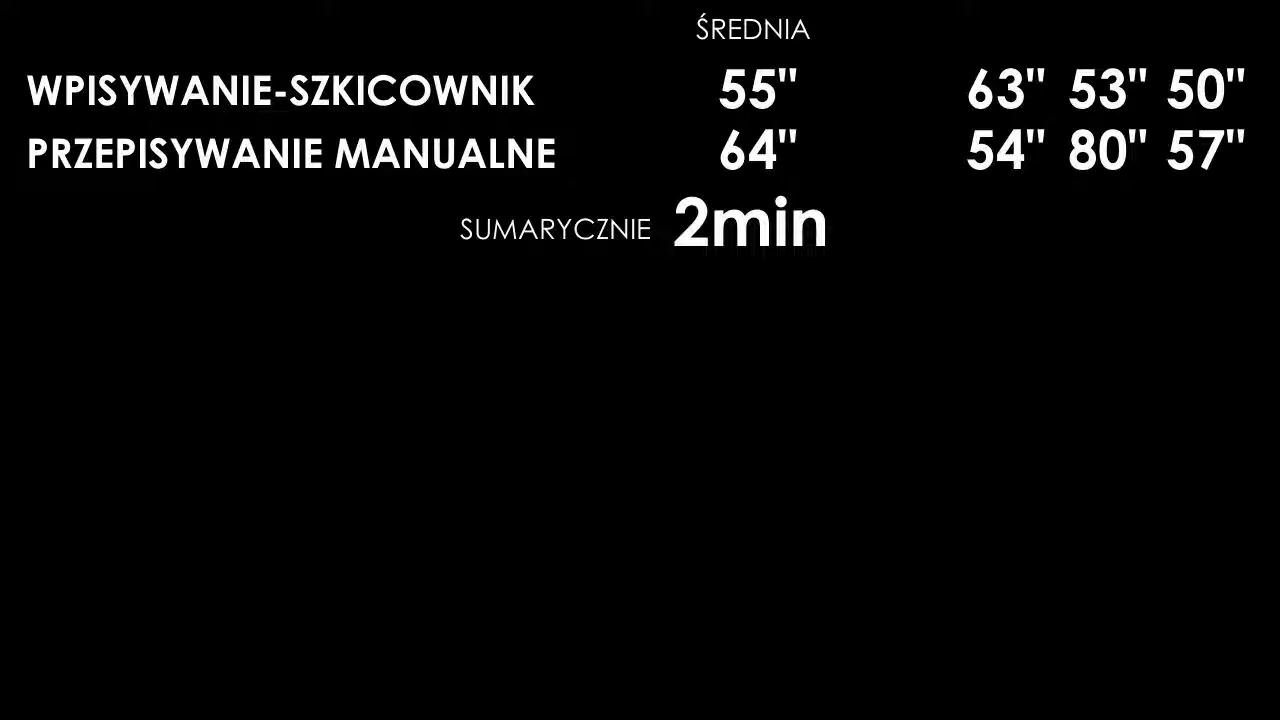 ŚREDNIA
WPISYWANIE-SZKICOWNIK 55" 63" 53" 50"
PRZEPISYWANIE MANUALNE 64" 54" 80" 57"
SUMARYCZNIE 2min